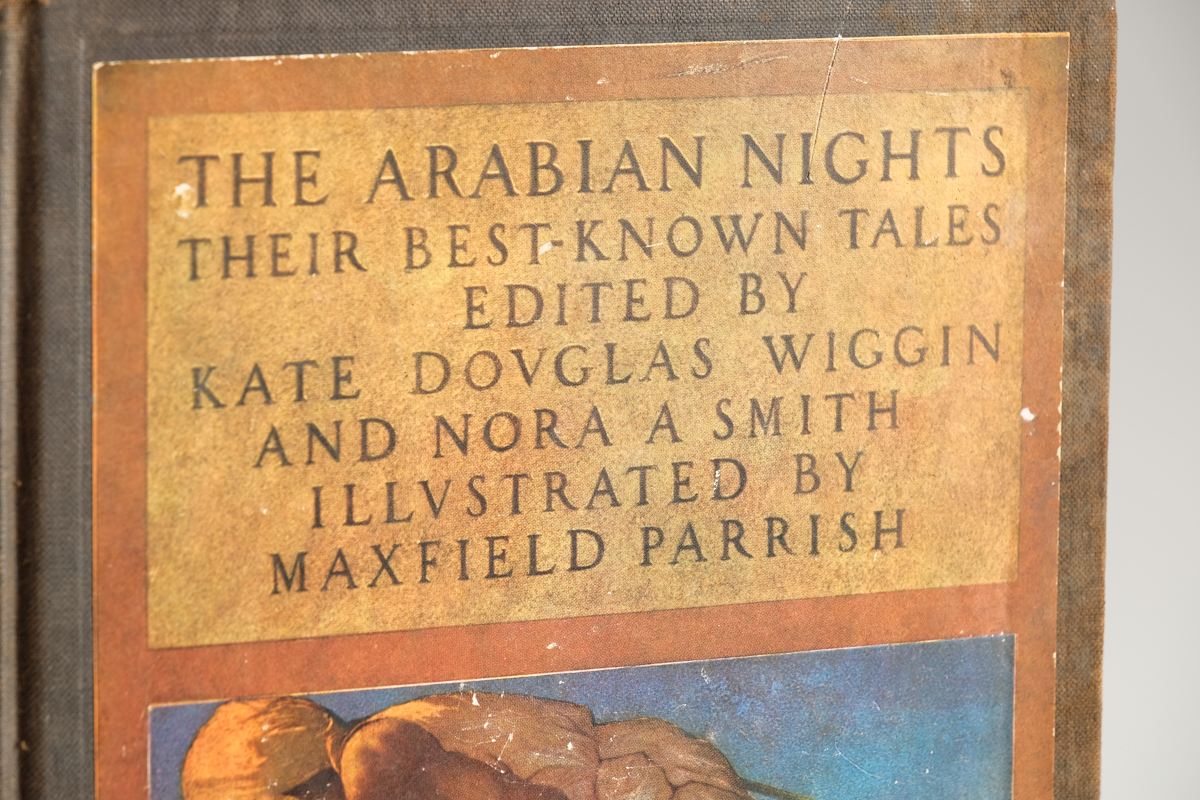 THE ARABIAN NIGHTS
THEIR BEST-KNOWN TALES
EDITED BY
KATE DOVGLAS WIGGIN
AND NORA A SMITH
ILLVSTRATED BY
MAXFIELD PARRISH